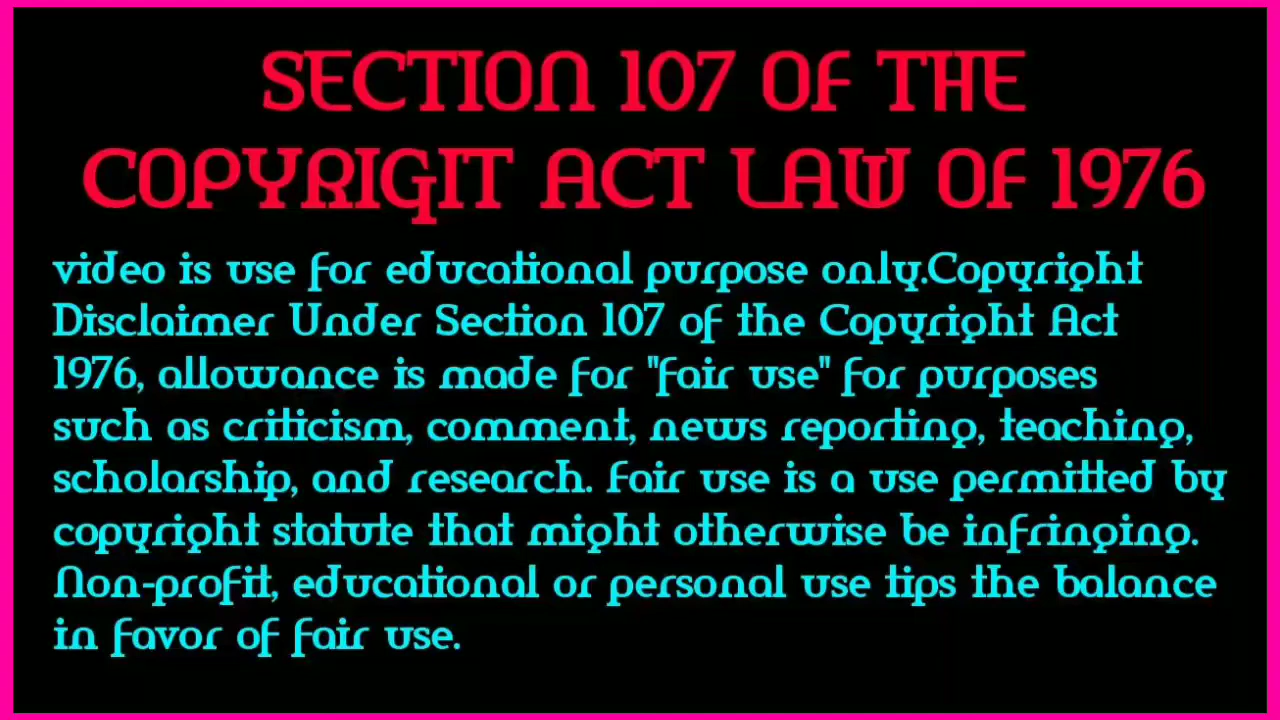 SECTION 107 OF THE
COPYRIGIT ACT LAW OF 1976
video is use for educational purpose only.Copyright
Disclaimer Under Section 107 of the Copyright Act
1976, allowance is made for "fair use" for purposes
such as criticism, comment, news reporting, teaching,
scholarship, and research. Fair use is a use permitted by
copyright statute that might otherwise be infringing.
Non-profit, educational or personal use tips the balance
in favor of fair use.